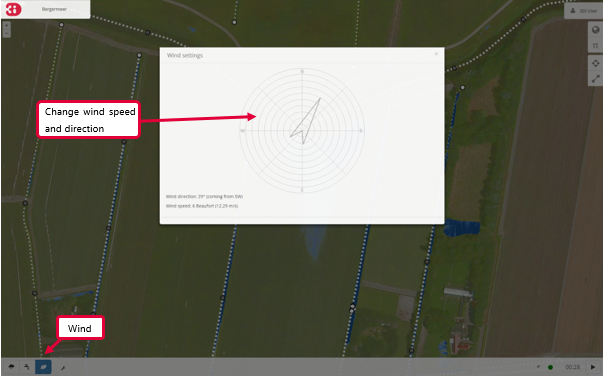 3i
Bergermeer
3Di User
Wind settings
×
N
W
E
S
Change wind speed
and direction
Wind direction: 29° (coming from SW)
Wind speed: 6 Beaufort (12.29 m/s)
Wind
00:28